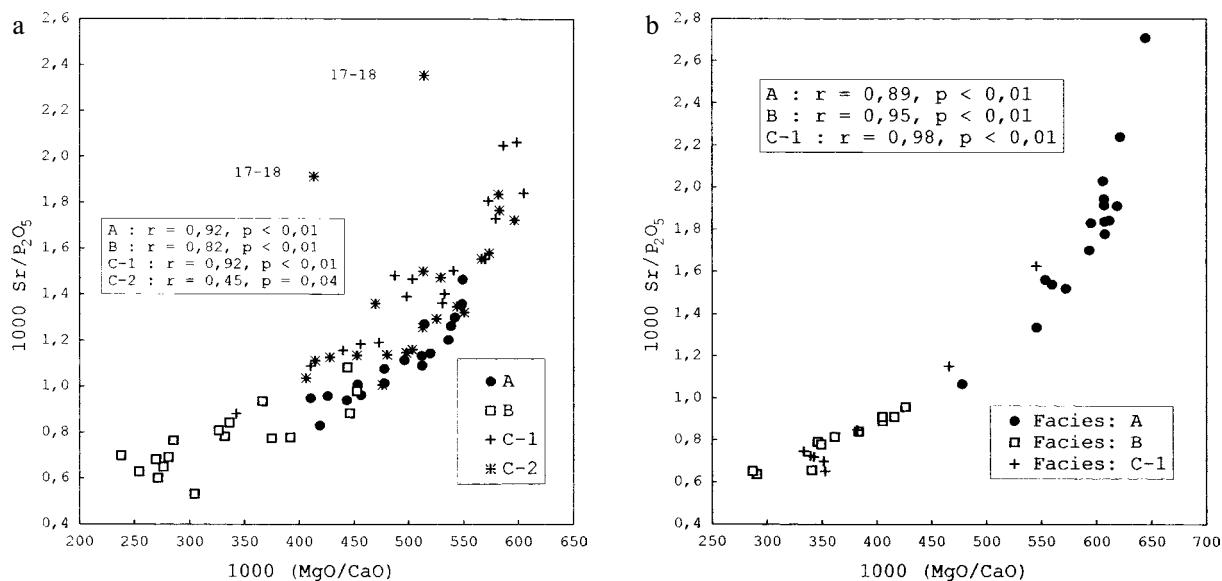 a
2,8
2,6
2,4
2,2
2,0
1,8
1,6
1,4
1,2
1,0
0,8
0,6
0,4
1000 Sr/P₂O₅
17-18
17-18
A : r = 0,92, p < 0,01
B : r = 0,82, p < 0,01
C-1 : r = 0,92, p < 0,01
C-2 : r = 0,45, p = 0,04
A
B
C-1
C-2
200 250 300 350 400 450 500 550 600 650
1000 (MgO/CaO)
b
2,8
2,6
2,4
2,2
2,0
1,8
1,6
1,4
1,2
1,0
0,8
0,6
0,4
1000 Sr/P₂O₅
A : r = 0,89, p < 0,01
B : r = 0,95, p < 0,01
C-1 : r = 0,98, p < 0,01
Facies: A
Facies: B
Facies: C-1
250 300 350 400 450 500 550 600 650 700
1000 (MgO/CaO)